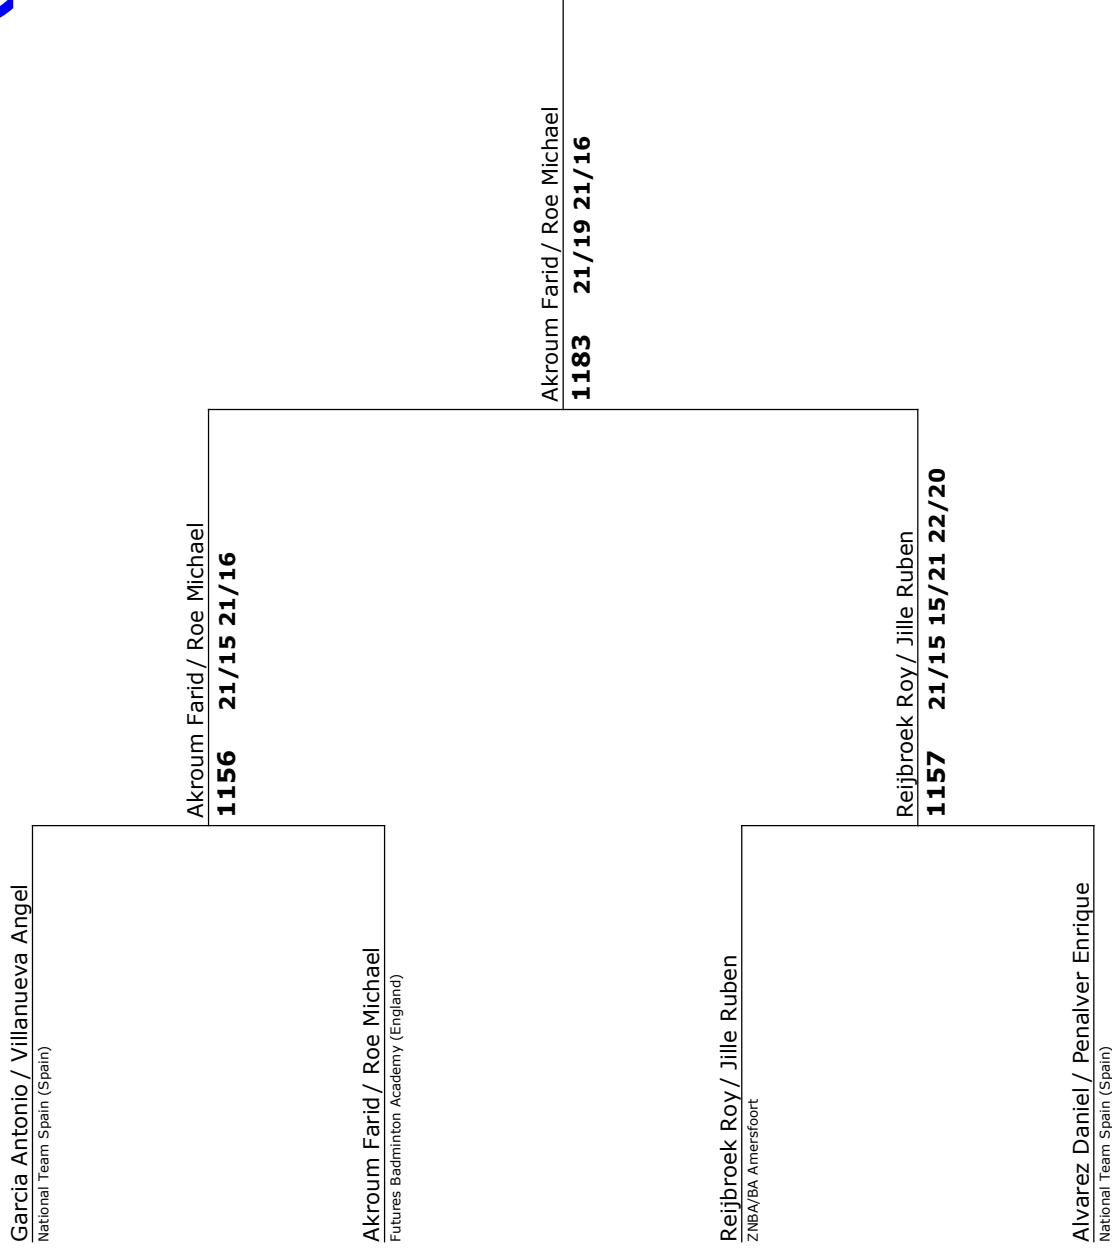 Garcia Antonio / Villanueva Angel
National Team Spain (Spain)
Akroum Farid / Roe Michael
1156 21/15 21/16
Akroum Farid / Roe Michael
Futures Badminton Academy (England)
Akroum Farid / Roe Michael
1183 21/19 21/16
Reijbroek Roy / Jille Ruben
ZNBA/BA Amersfoort
Reijbroek Roy / Jille Ruben
1157 21/15 15/21 22/20
Alvarez Daniel / Penalver Enrique
National Team Spain (Spain)